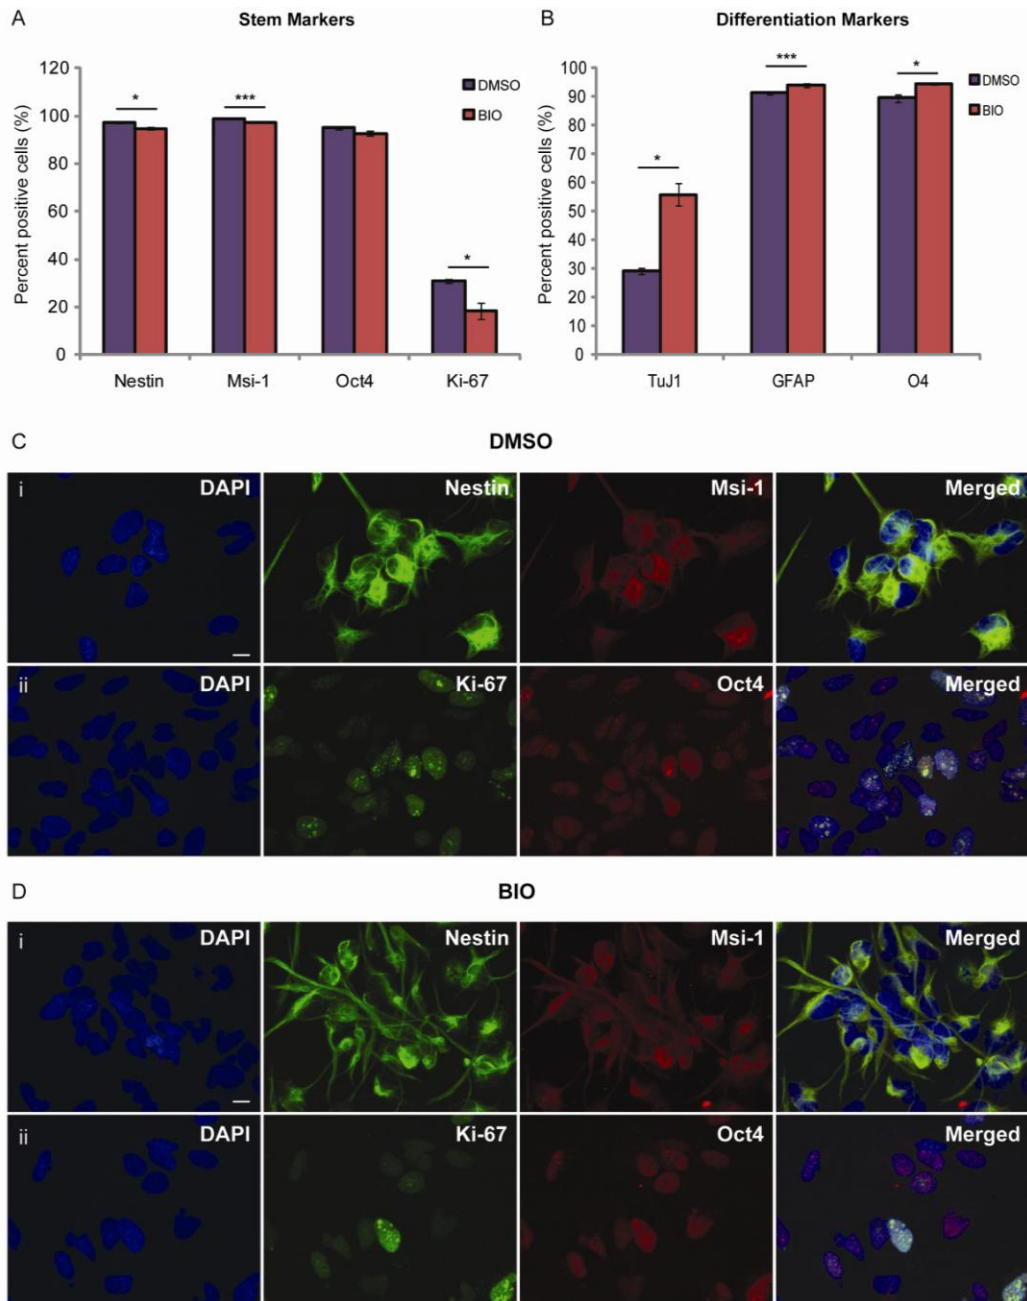 A
Stem Markers
Percent positive cells (%)
120
100
80
60
40
20
0
*
***
*
DMSO
BIO
Nestin Msi-1 Oct4 Ki-67
B
Differentiation Markers
Percent positive cells (%)
100
90
80
70
60
50
40
30
20
10
0
*
***
*
DMSO
BIO
TuJ1 GFAP O4
C
DMSO
i DAPI Nestin Msi-1 Merged
ii DAPI Ki-67 Oct4 Merged
D
BIO
i DAPI Nestin Msi-1 Merged
ii DAPI Ki-67 Oct4 Merged